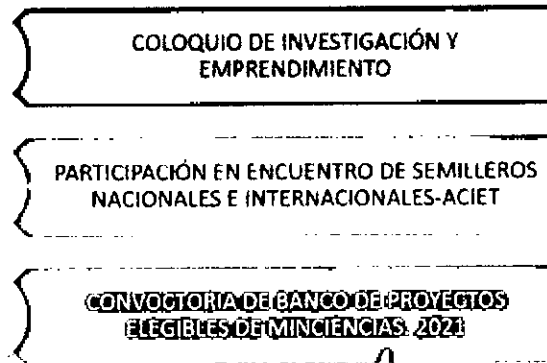 COLOQUIO DE INVESTIGACIÓN Y
EMPRENDIMIENTO
PARTICIPACIÓN EN ENCUENTRO DE SEMILLEROS
NACIONALES E INTERNACIONALES-ACIET
CONVOCTORIA DE BANCO DE PROYECTOS
ELEGIBLES DE MINCIENCIAS. 2021